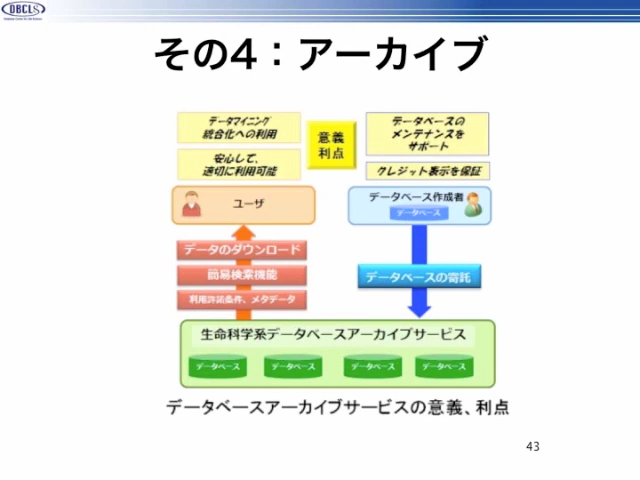 DBCLS
その4：アーカイブ
データマイニング
統合化への利用
安心して、
適切に利用可能
意義
利点
データベースの
メンテナンスを
サポート
クレジット表示を保証
ユーザ
データベース作成者
データベース
データのダウンロード
簡易検索機能
利用許諾条件、メタデータ
データベースの寄託
生命科学系データベースアーカイブサービス
データベース
データベース
データベース
データベース
データベースアーカイブサービスの意義、利点
43